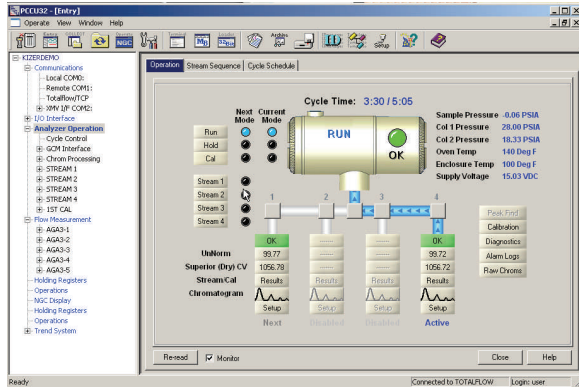 PCCU32 - [Entry]
Operate View Window Help
NGC
Archive
Setup
KIZERDEMO
Communications
Local COM0:
Remote COM1:
Totalflow/TCP
XMV I/F COM2:
I/O Interface
Analyzer Operation
Cycle Control
GCM Interface
Chrom Processing
STREAM 1
STREAM 2
STREAM 3
STREAM 4
1ST CAL
Flow Measurement
AGA3-1
AGA3-2
AGA3-3
AGA3-4
AGA3-5
Holding Registers
Operations
NGC Display
Holding Registers
Operations
Trend System
Operation Stream Sequence Cycle Schedule
Cycle Time: 3:30 / 5:05
Next Mode Current Mode
Run
Hold
Cal
Stream 1
Stream 2
Stream 3
Stream 4
RUN
OK
Sample Pressure -0.06 PSIA
Col 1 Pressure 28.00 PSIA
Col 2 Pressure 18.33 PSIA
Oven Temp 140 Deg F
Enclosure Temp 100 Deg F
Supply Voltage 15.03 VDC
1 2 3 4
OK ------ ------ OK
UnNorm 99.77 ------ ------ 99.72
Superior (Dry) CV 1056.78 ------ ------ 1056.72
Stream/Cal Results Results Results Results
Chromatogram
Setup Setup Setup Setup
Next Disabled Disabled Active
Peak Find
Calibration
Diagnostics
Alarm Logs
Raw Chroms
Re-read Monitor Close Help
Ready Connected to TOTALFLOW Login: user